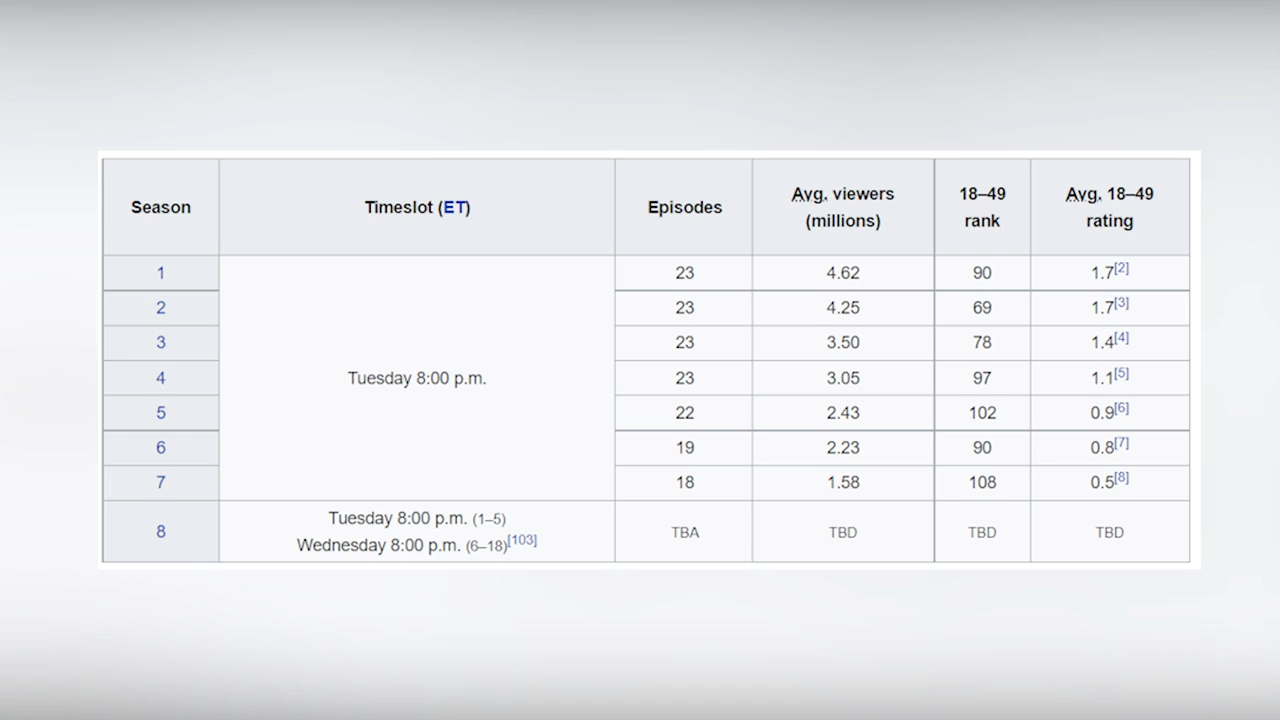 Season Timeslot (ET) Episodes Avg. viewers (millions) 18–49 rank Avg. 18–49 rating
1 23 4.62 90 1.7[2]
2 23 4.25 69 1.7[3]
3 23 3.50 78 1.4[4]
4 Tuesday 8:00 p.m. 23 3.05 97 1.1[5]
5 22 2.43 102 0.9[6]
6 19 2.23 90 0.8[7]
7 18 1.58 108 0.5[8]
8 Tuesday 8:00 p.m. (1–5) Wednesday 8:00 p.m. (6–18)[103] TBA TBD TBD TBD